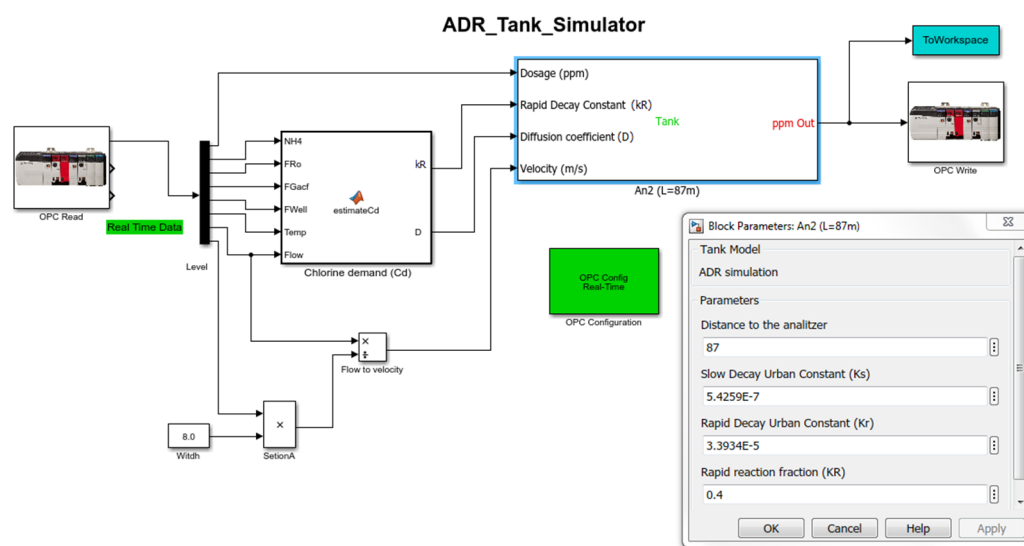 ADR_Tank_Simulator
ToWorkspace
Dosage (ppm)
Rapid Decay Constant (kR)
Tank
Diffusion coefficient (D)
ppm Out
Velocity (m/s)
An2 (L=87m)
OPC Write
NH4
FRo
FGacf
FWell
Temp
Flow
kR
estimateCd
D
Chlorine demand (Cd)
OPC Read
Real Time Data
Level
OPC Config
Real-Time
OPC Configuration
×
÷
Flow to velocity
8.0
Witdh
×
SetionA
Block Parameters: An2 (L=87m)
Tank Model
ADR simulation
Parameters
Distance to the analitzer
87
Slow Decay Urban Constant (Ks)
5.4259E-7
Rapid Decay Urban Constant (Kr)
3.3934E-5
Rapid reaction fraction (KR)
0.4
OK
Cancel
Help
Apply